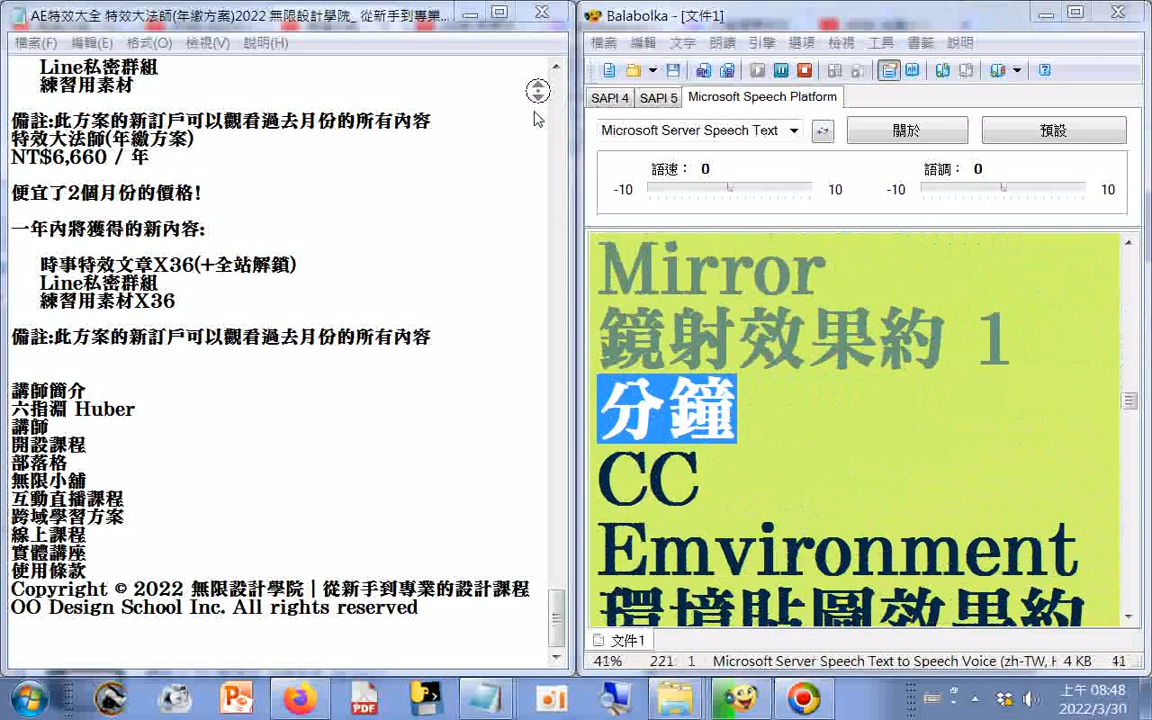 AE特效大全 特效大法師(年繳方案)2022 無限設計學院_ 從新手到專業...
檔案(F) 編輯(E) 格式(O) 檢視(V) 說明(H)
Line私密群組
練習用素材
備註:此方案的新訂戶可以觀看過去月份的所有內容
特效大法師(年繳方案)
NT$6,660 / 年
便宜了2個月份的價格!
一年內將獲得的新內容:
時事特效文章X36(+全站解鎖)
Line私密群組
練習用素材X36
備註:此方案的新訂戶可以觀看過去月份的所有內容
講師簡介
六指淵 Huber
講師
開設課程
部落格
無限小舖
互動直播課程
跨域學習方案
線上課程
實體講座
使用條款
Copyright © 2022 無限設計學院 | 從新手到專業的設計課程
OO Design School Inc. All rights reserved
Balabolka - [文件1]
檔案 編輯 文字 朗讀 引擎 選項 檢視 工具 書籤 說明
SAPI 4 SAPI 5 Microsoft Speech Platform
Microsoft Server Speech Text 關於 預設
語速： 0 語調： 0
-10 10 -10 10
Mirror
鏡射效果約 1
分鐘
CC
Emvironment
環境貼圖效果約
文件1
41% 221: 1 Microsoft Server Speech Text to Speech Voice (zh-TW, H 4 KB 41
PDF
上午 08:48
2022/3/30